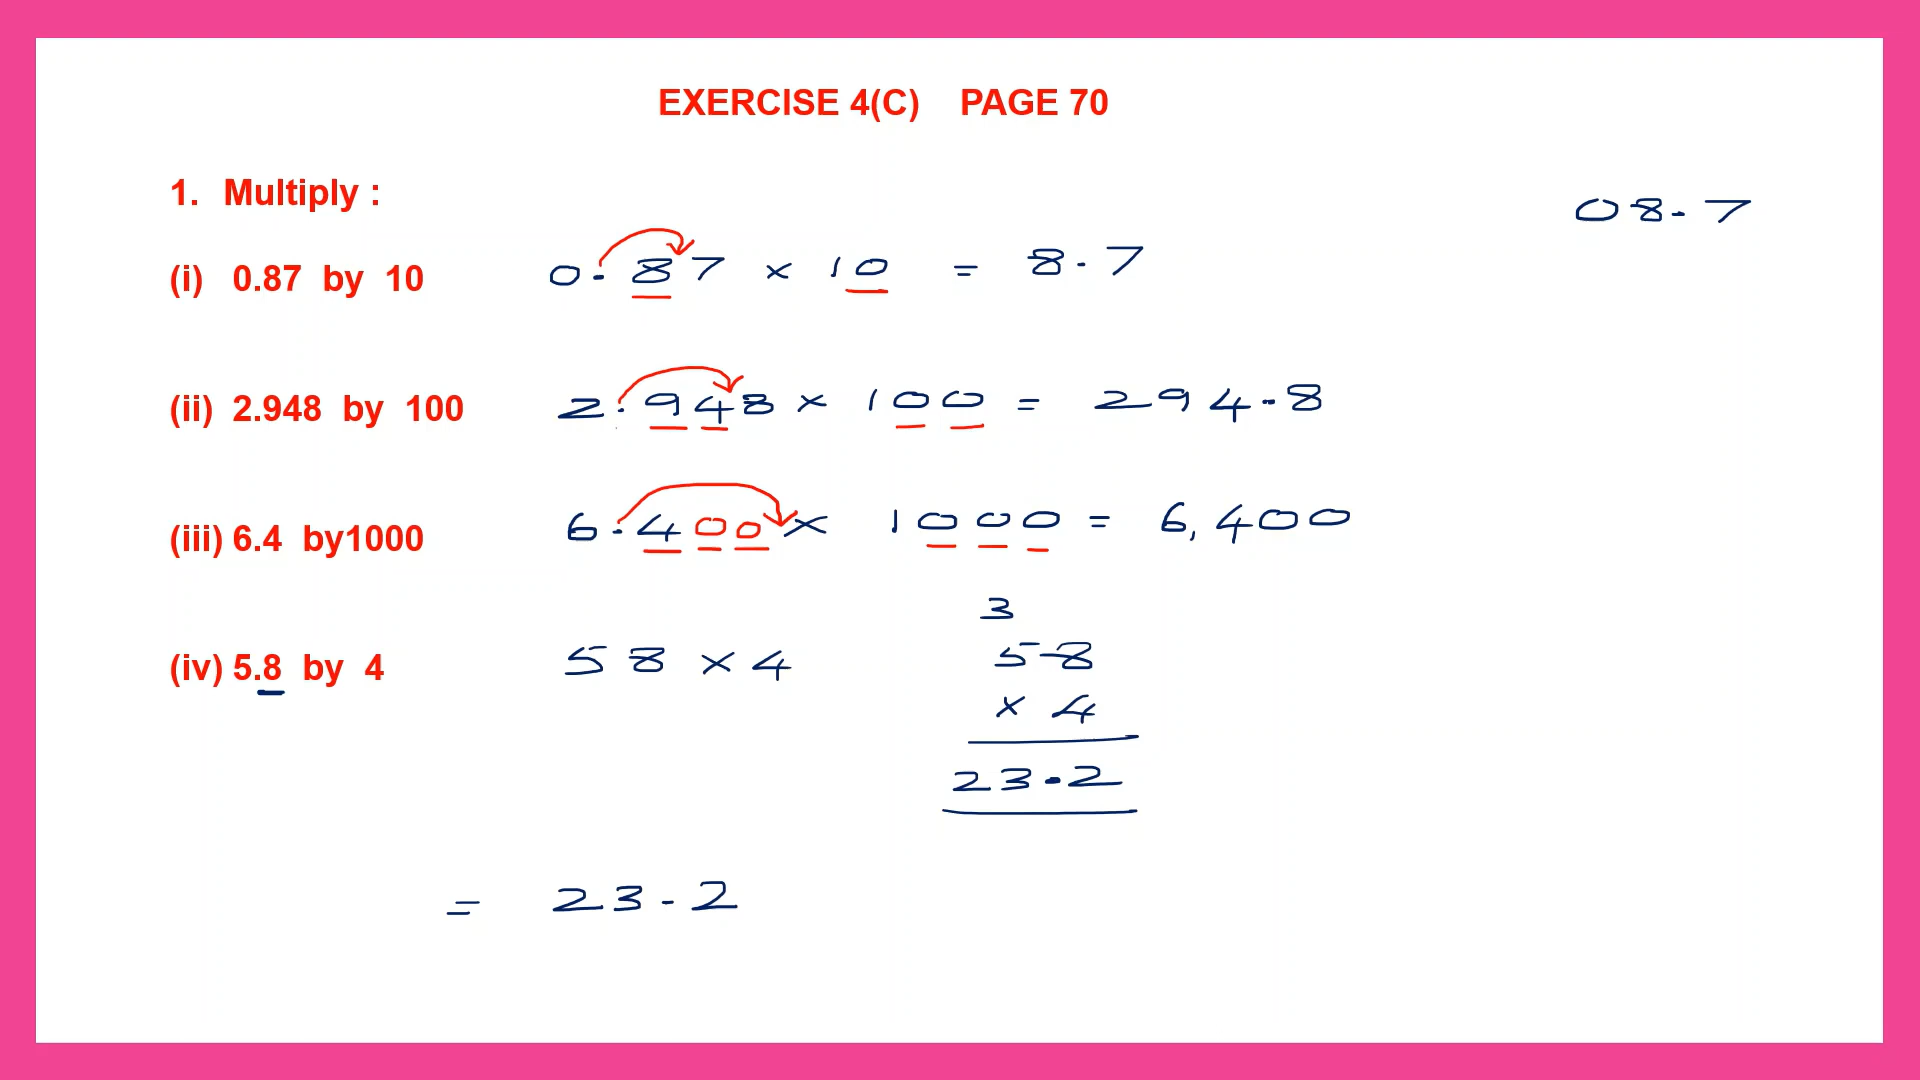 EXERCISE 4(C) PAGE 70
1. Multiply :
08.7
(i) 0.87 by 10 0.87 × 10 = 8.7
(ii) 2.948 by 100 2.948 × 100 = 294.8
(iii) 6.4 by1000 6.400 × 1000 = 6,400
(iv) 5.8 by 4 58 × 4
3
58
× 4
23.2
= 23.2